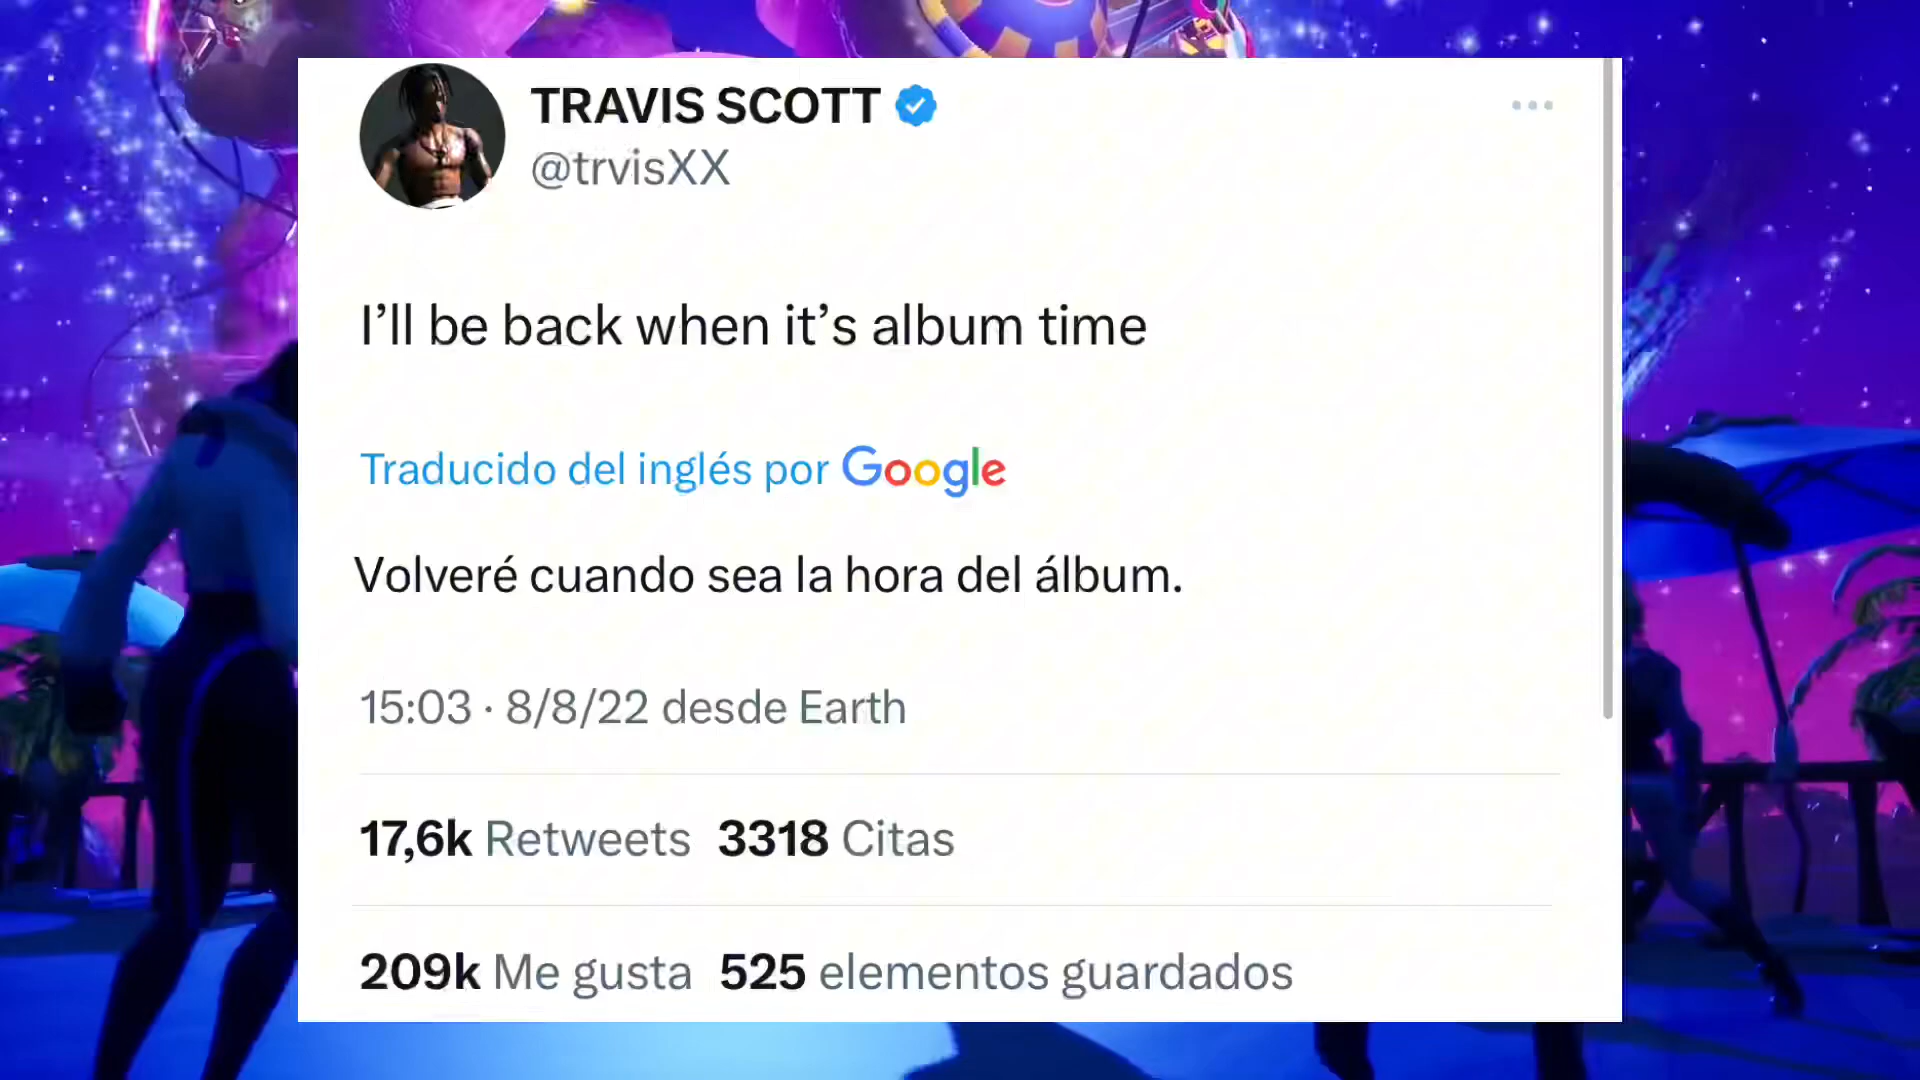 TRAVIS SCOTT
@trvisXX
I’ll be back when it’s album time
Traducido del inglés por Google
Volveré cuando sea la hora del álbum.
15:03 · 8/8/22 desde Earth
17,6k Retweets 3318 Citas
209k Me gusta 525 elementos guardados